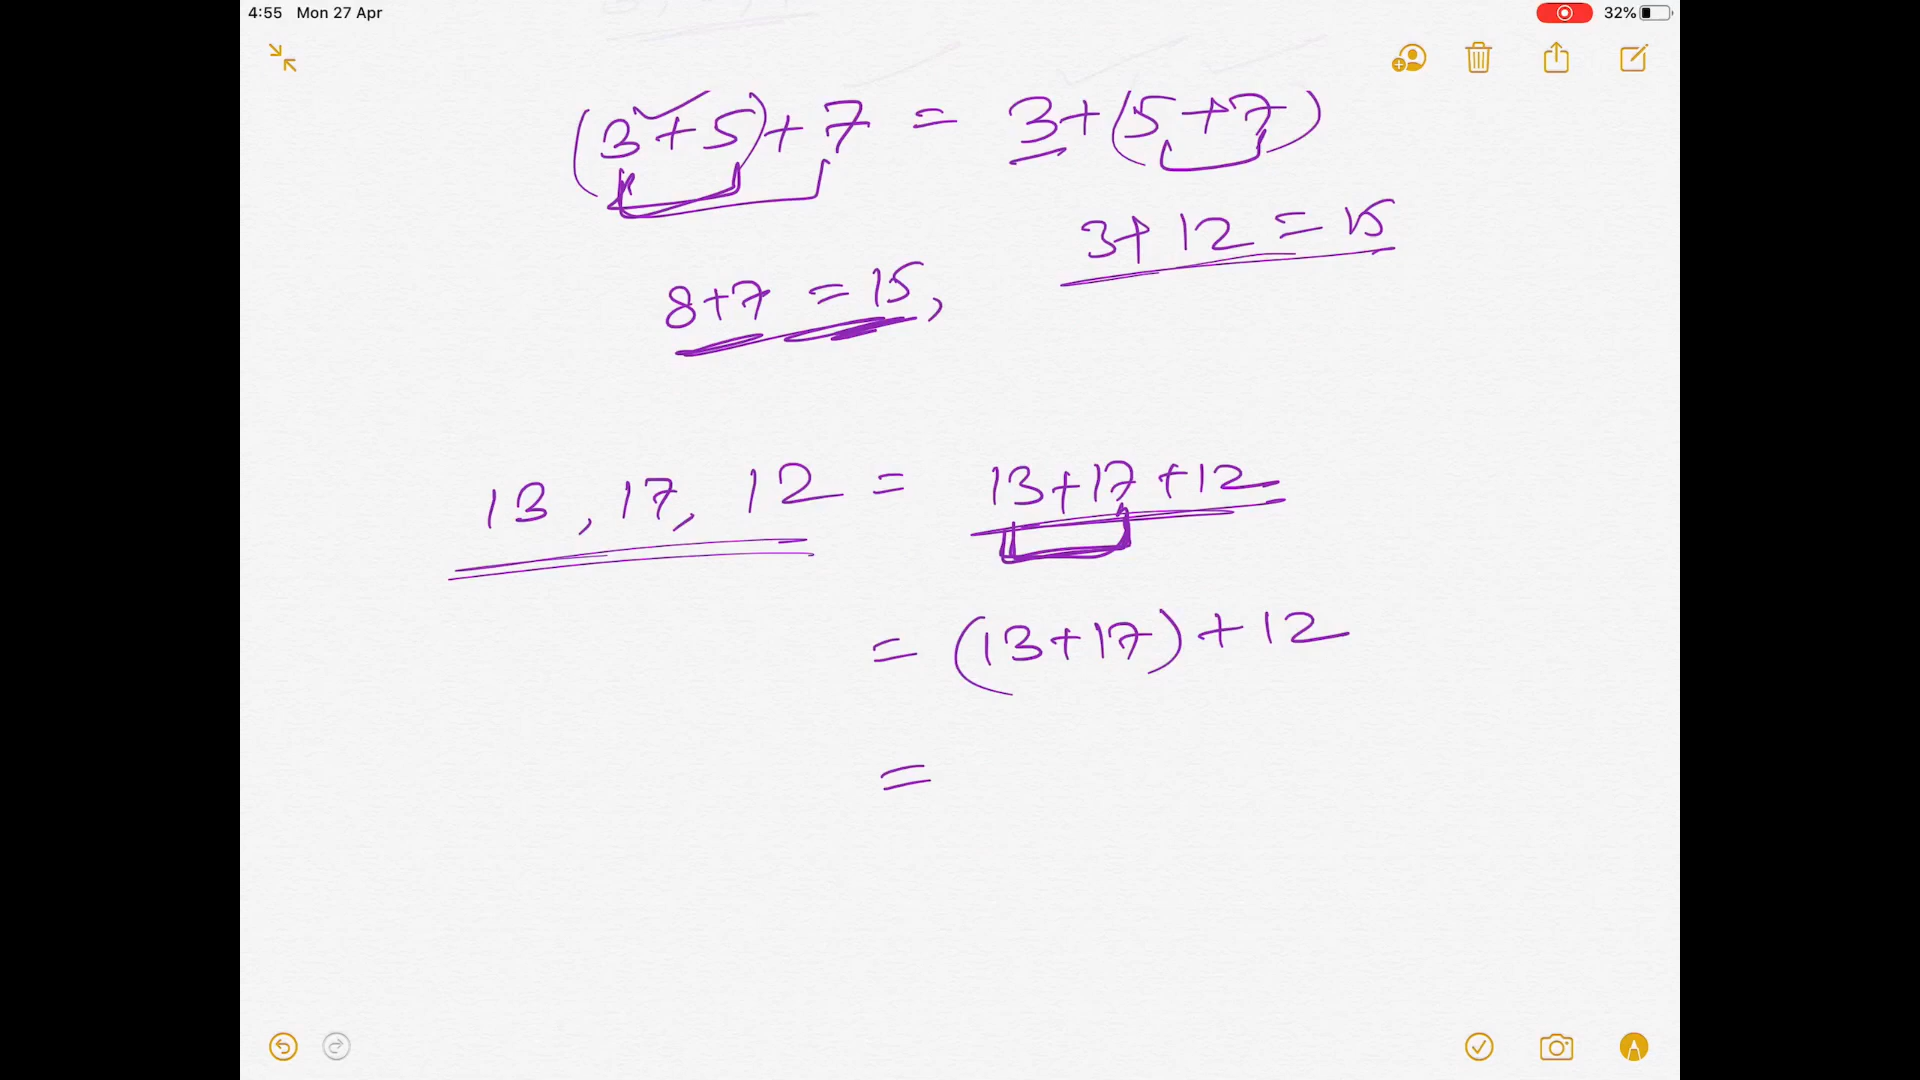 4:55 Mon 27 Apr 32%
(3+5)+7 = 3+(5+7)
3+12=15
8+7 = 15,
13, 17, 12 = 13+17+12
= (13+17)+12
=